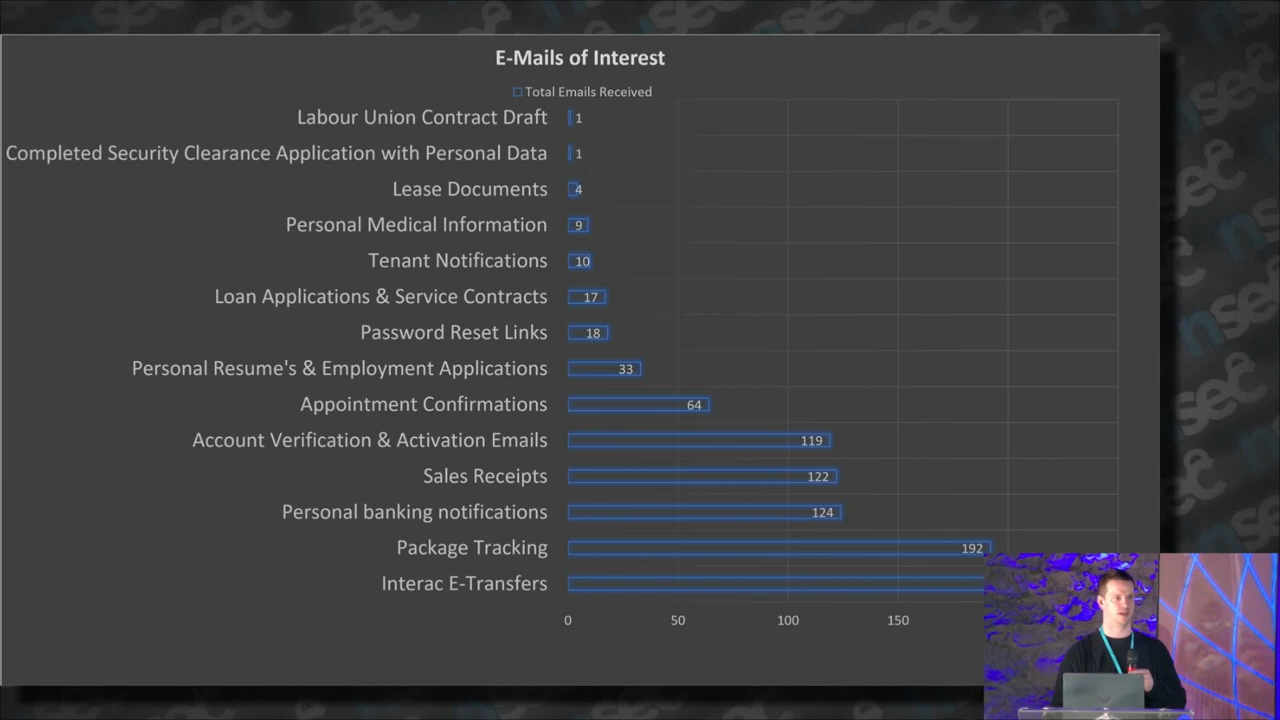 E-Mails of Interest
Total Emails Received
Labour Union Contract Draft 1
Completed Security Clearance Application with Personal Data 1
Lease Documents 4
Personal Medical Information 9
Tenant Notifications 10
Loan Applications & Service Contracts 17
Password Reset Links 18
Personal Resume's & Employment Applications 33
Appointment Confirmations 64
Account Verification & Activation Emails 119
Sales Receipts 122
Personal banking notifications 124
Package Tracking 192
Interac E-Transfers
0 50 100 150
nsec